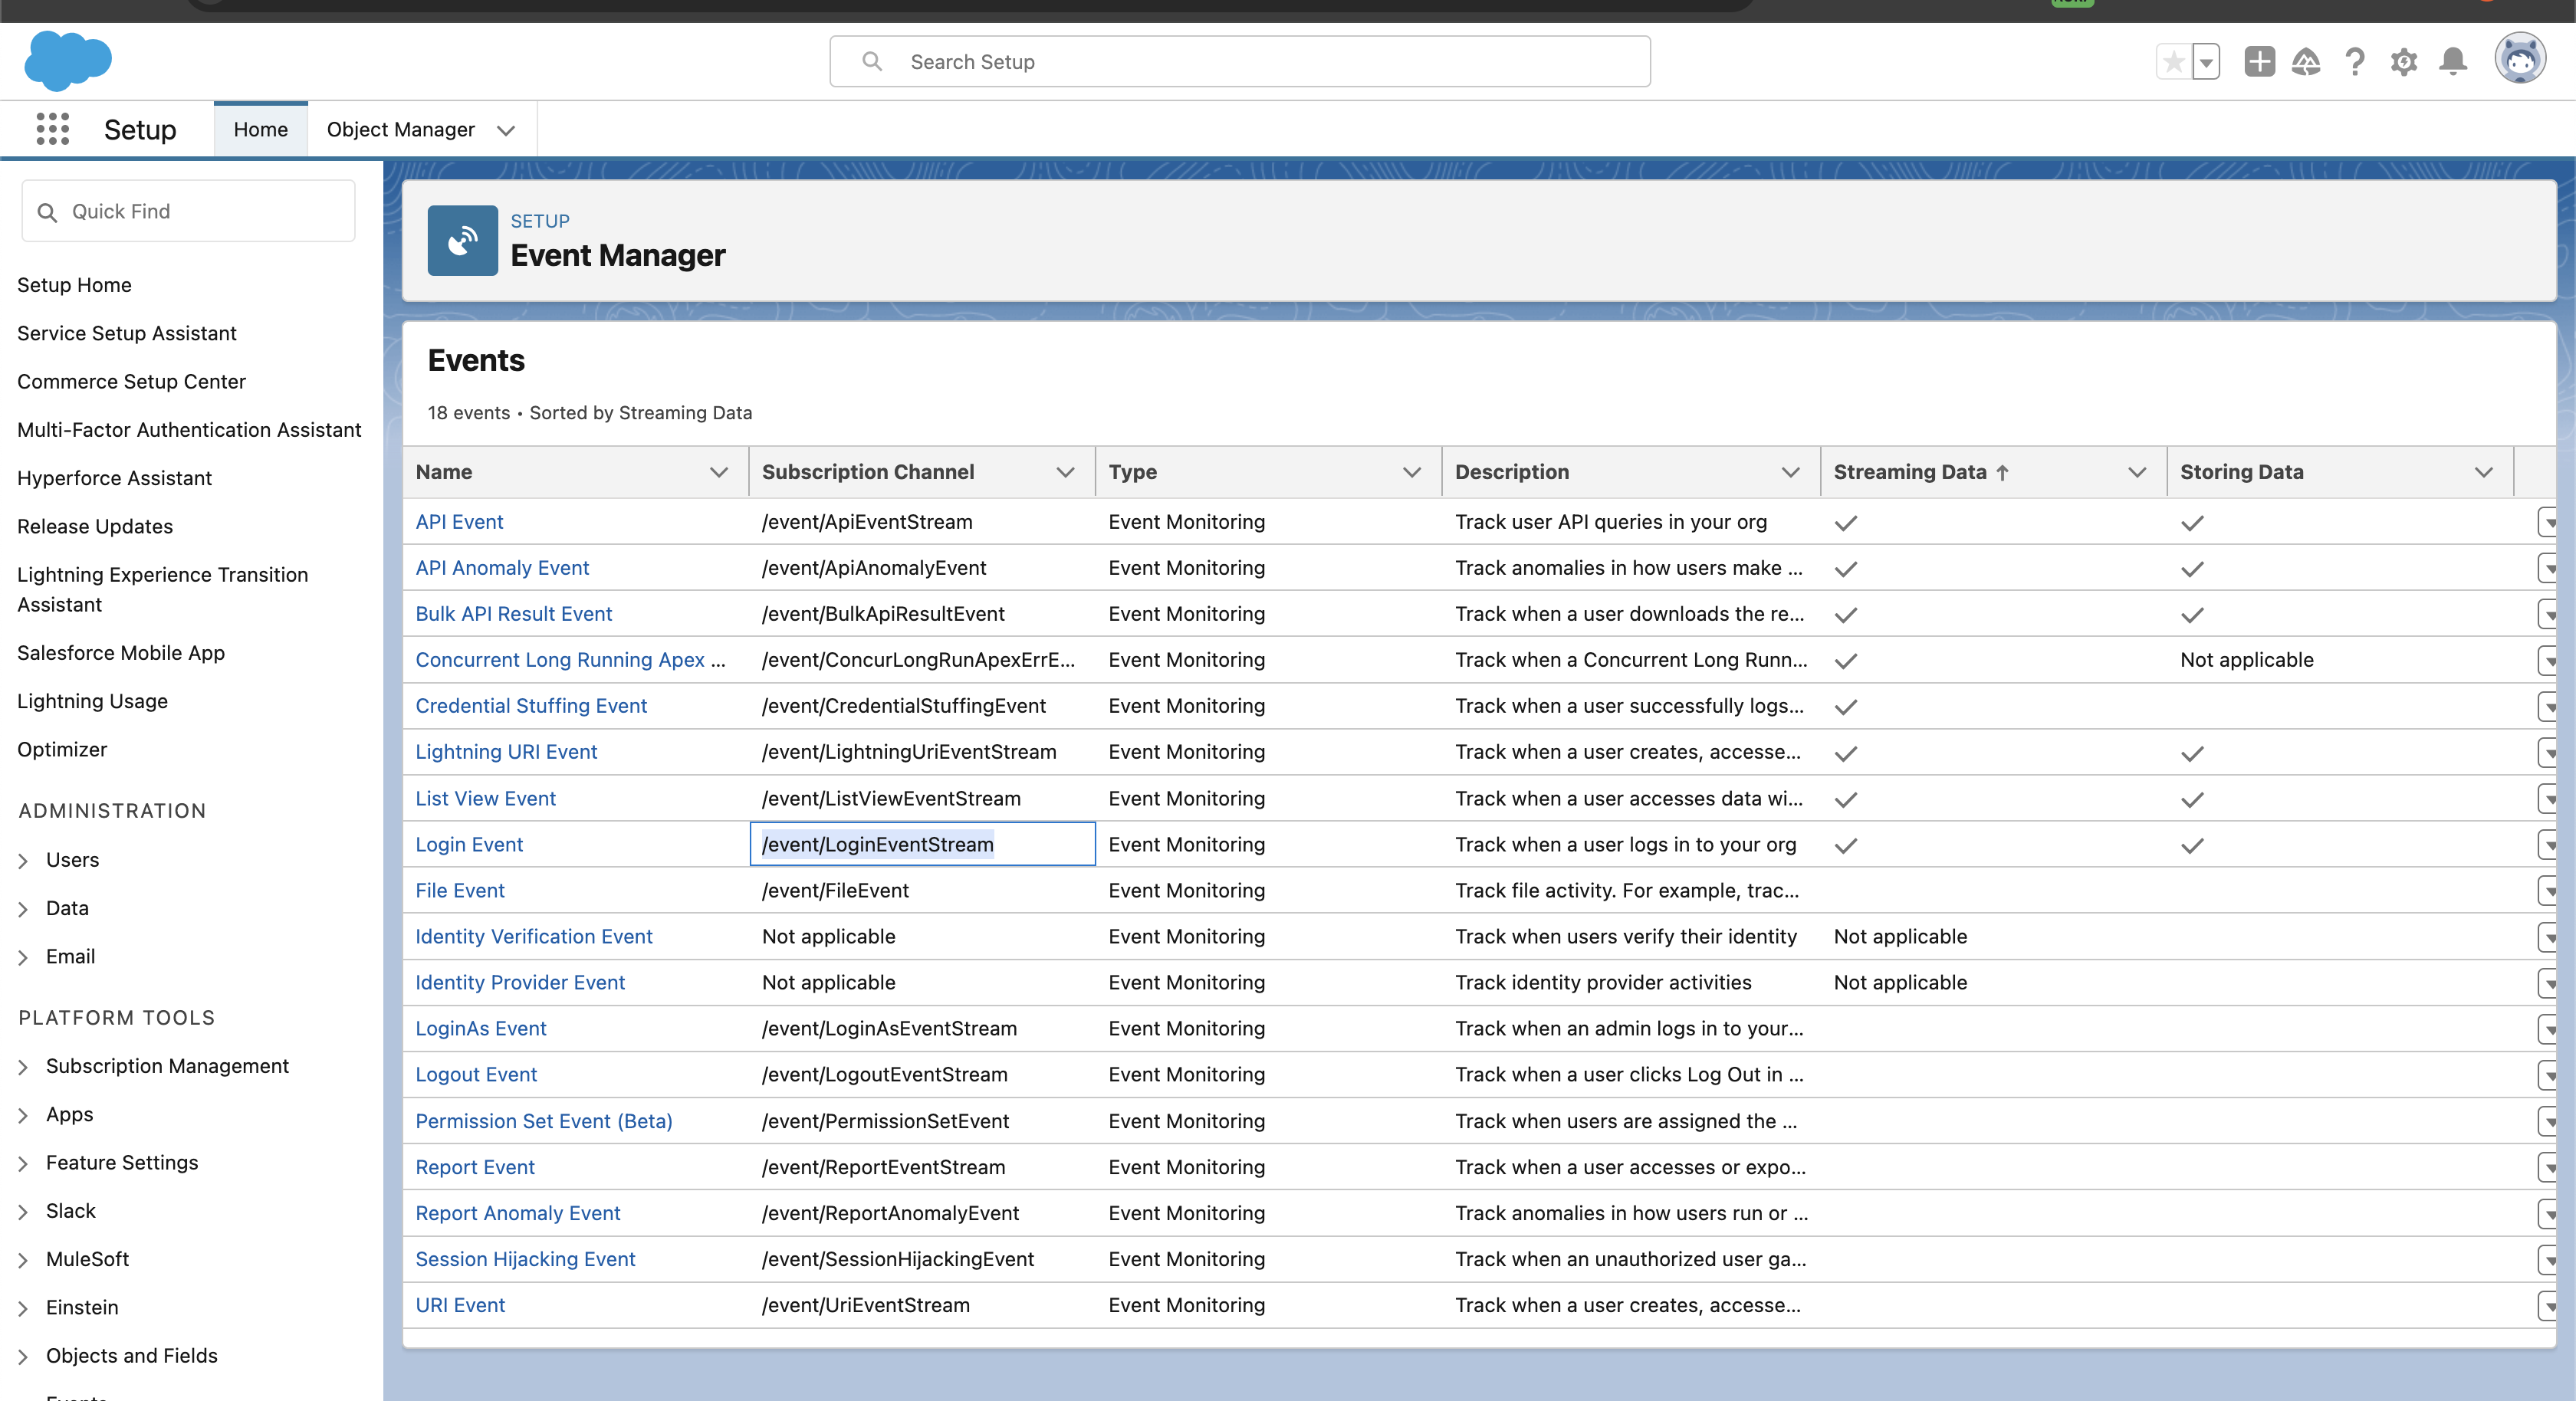 Search Setup
Setup
Home
Object Manager
Quick Find
Setup Home
Service Setup Assistant
Commerce Setup Center
Multi-Factor Authentication Assistant
Hyperforce Assistant
Release Updates
Lightning Experience Transition
Assistant
Salesforce Mobile App
Lightning Usage
Optimizer
ADMINISTRATION
Users
Data
Email
PLATFORM TOOLS
Subscription Management
Apps
Feature Settings
Slack
MuleSoft
Einstein
Objects and Fields
SETUP
Event Manager
Events
18 events • Sorted by Streaming Data
Name Subscription Channel Type Description Streaming Data ↑ Storing Data
API Event /event/ApiEventStream Event Monitoring Track user API queries in your org
API Anomaly Event /event/ApiAnomalyEvent Event Monitoring Track anomalies in how users make ...
Bulk API Result Event /event/BulkApiResultEvent Event Monitoring Track when a user downloads the re...
Concurrent Long Running Apex ... /event/ConcurLongRunApexErrE... Event Monitoring Track when a Concurrent Long Runn... Not applicable
Credential Stuffing Event /event/CredentialStuffingEvent Event Monitoring Track when a user successfully logs...
Lightning URI Event /event/LightningUriEventStream Event Monitoring Track when a user creates, accesse...
List View Event /event/ListViewEventStream Event Monitoring Track when a user accesses data wi...
Login Event /event/LoginEventStream Event Monitoring Track when a user logs in to your org
File Event /event/FileEvent Event Monitoring Track file activity. For example, trac...
Identity Verification Event Not applicable Event Monitoring Track when users verify their identity Not applicable
Identity Provider Event Not applicable Event Monitoring Track identity provider activities Not applicable
LoginAs Event /event/LoginAsEventStream Event Monitoring Track when an admin logs in to your...
Logout Event /event/LogoutEventStream Event Monitoring Track when a user clicks Log Out in ...
Permission Set Event (Beta) /event/PermissionSetEvent Event Monitoring Track when users are assigned the ...
Report Event /event/ReportEventStream Event Monitoring Track when a user accesses or expo...
Report Anomaly Event /event/ReportAnomalyEvent Event Monitoring Track anomalies in how users run or ...
Session Hijacking Event /event/SessionHijackingEvent Event Monitoring Track when an unauthorized user ga...
URI Event /event/UriEventStream Event Monitoring Track when a user creates, accesse...